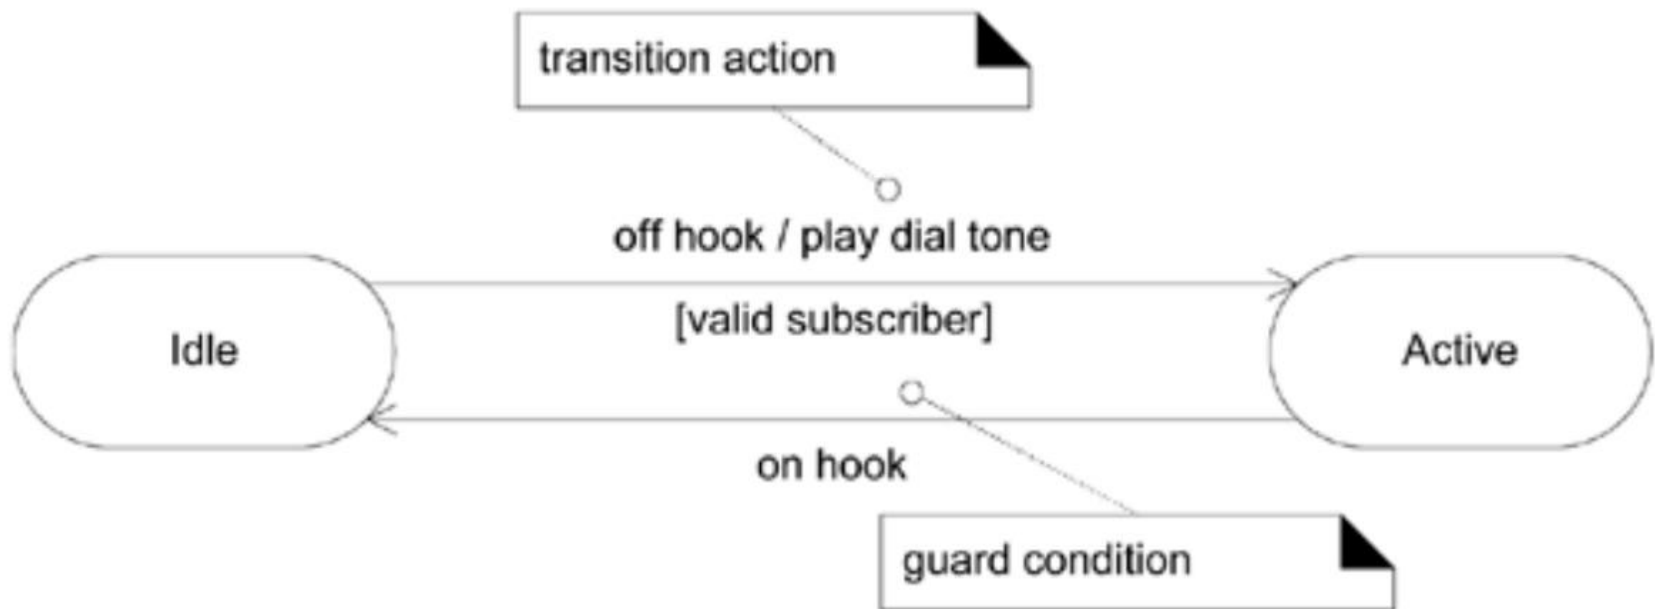 transition action
off hook / play dial tone
[valid subscriber]
Idle
Active
on hook
guard condition